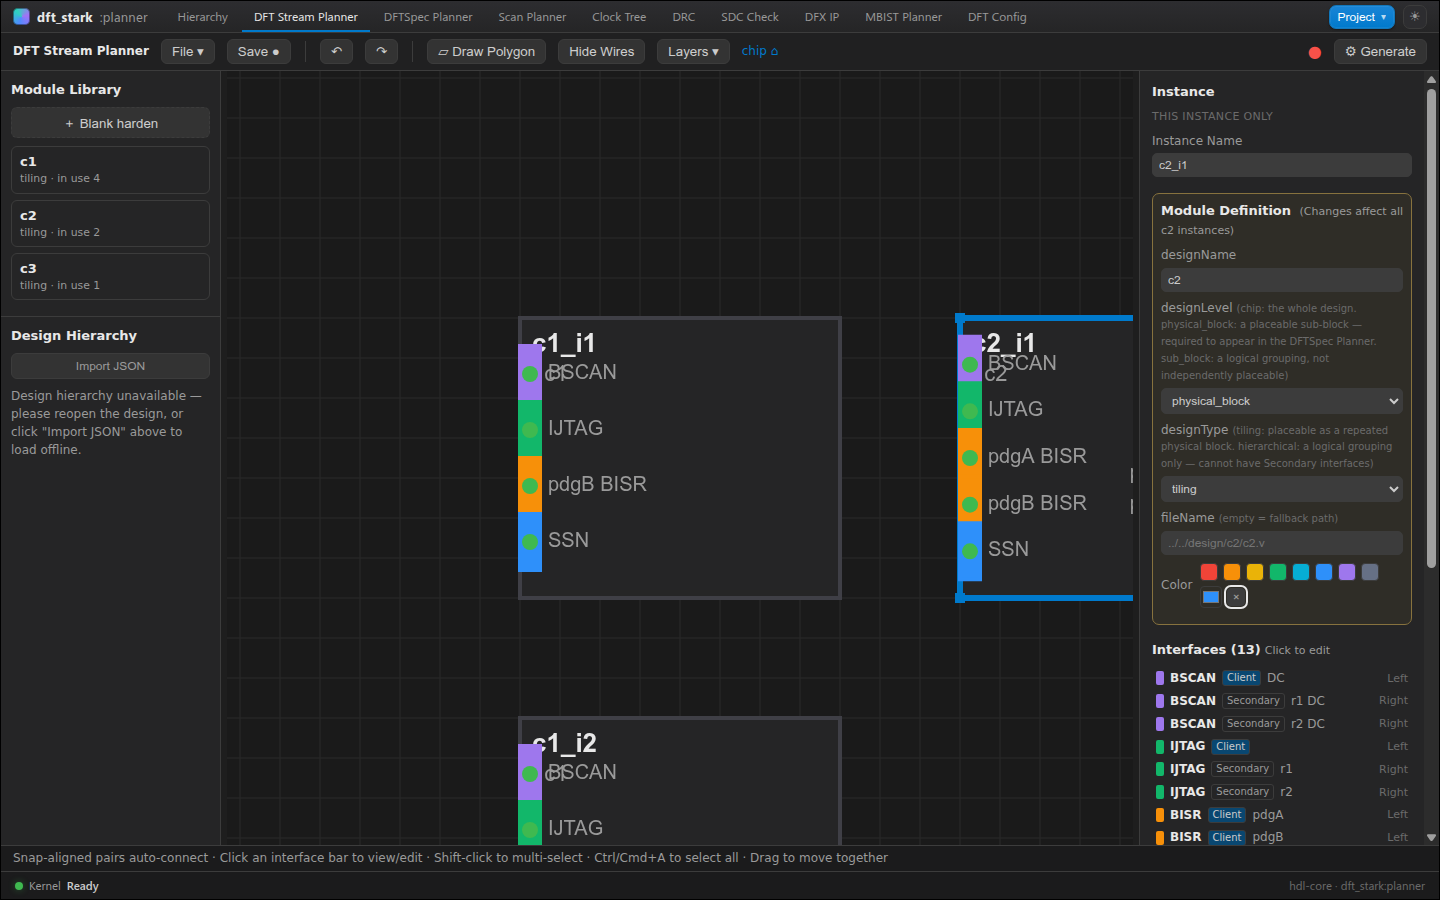 dft_stark :planner Hierarchy DFT Stream Planner DFTSpec Planner Scan Planner Clock Tree DRC SDC Check DFX IP MBIST Planner DFT Config Project ▾ ☀
DFT Stream Planner File ▾ Save ● ↶ ↷ ▱ Draw Polygon Hide Wires Layers ▾ chip ⌂ ⚙ Generate
Module Library
+ Blank harden
c1
tiling · in use 4
c2
tiling · in use 2
c3
tiling · in use 1
Design Hierarchy
Import JSON
Design hierarchy unavailable —
please reopen the design, or
click "Import JSON" above to
load offline.
c1_i1
c1
BSCAN
IJTAG
pdgB BISR
SSN
c2_i1
BSCAN
c2
IJTAG
pdgA BISR
pdgB BISR
SSN
c1_i2
c1
BSCAN
IJTAG
Instance
THIS INSTANCE ONLY
Instance Name
c2_i1
Module Definition (Changes affect all
c2 instances)
designName
c2
designLevel (chip: the whole design.
physical_block: a placeable sub-block —
required to appear in the DFTSpec Planner.
sub_block: a logical grouping, not
independently placeable)
physical_block
designType (tiling: placeable as a repeated
physical block. hierarchical: a logical grouping
only — cannot have Secondary interfaces)
tiling
fileName (empty = fallback path)
../../design/c2/c2.v
Color
×
Interfaces (13) Click to edit
BSCAN Client DC Left
BSCAN Secondary r1 DC Right
BSCAN Secondary r2 DC Right
IJTAG Client Left
IJTAG Secondary r1 Right
IJTAG Secondary r2 Right
BISR Client pdgA Left
BISR Client pdgB Left
Snap-aligned pairs auto-connect · Click an interface bar to view/edit · Shift-click to multi-select · Ctrl/Cmd+A to select all · Drag to move together
Kernel Ready hdl-core · dft_stark:planner